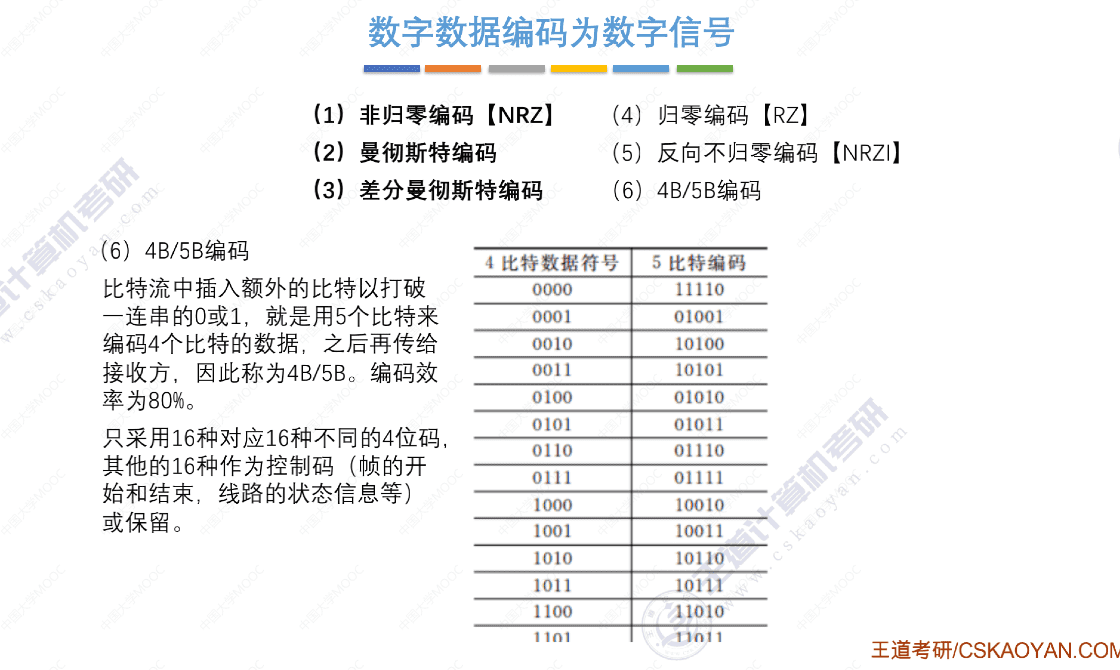 数字数据编码为数字信号
(1) 非归零编码【NRZ】 (4) 归零编码【RZ】
(2) 曼彻斯特编码 (5) 反向不归零编码【NRZI】
(3) 差分曼彻斯特编码 (6) 4B/5B编码
(6) 4B/5B编码
比特流中插入额外的比特以打破
一连串的0或1，就是用5个比特来
编码4个比特的数据，之后再传给
接收方，因此称为4B/5B。编码效
率为80%。
只采用16种对应16种不同的4位码，
其他的16种作为控制码（帧的开
始和结束，线路的状态信息等）
或保留。
4 比特数据符号 5 比特编码
0000 11110
0001 01001
0010 10100
0011 10101
0100 01010
0101 01011
0110 01110
0111 01111
1000 10010
1001 10011
1010 10110
1011 10111
1100 11010
1101 11011
王道考研/CSKAOYAN.COM